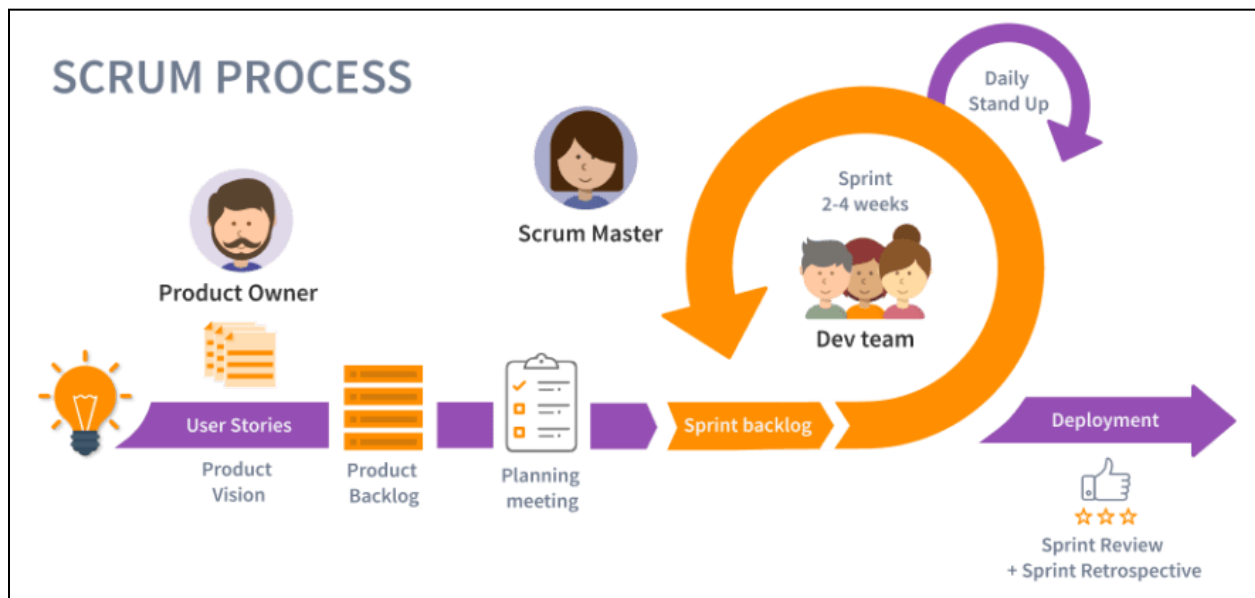 SCRUM PROCESS
Daily
Stand Up
Sprint
2-4 weeks
Scrum Master
Product Owner
Dev team
User Stories
Sprint backlog
Deployment
Product
Vision
Product
Backlog
Planning
meeting
Sprint Review
+ Sprint Retrospective